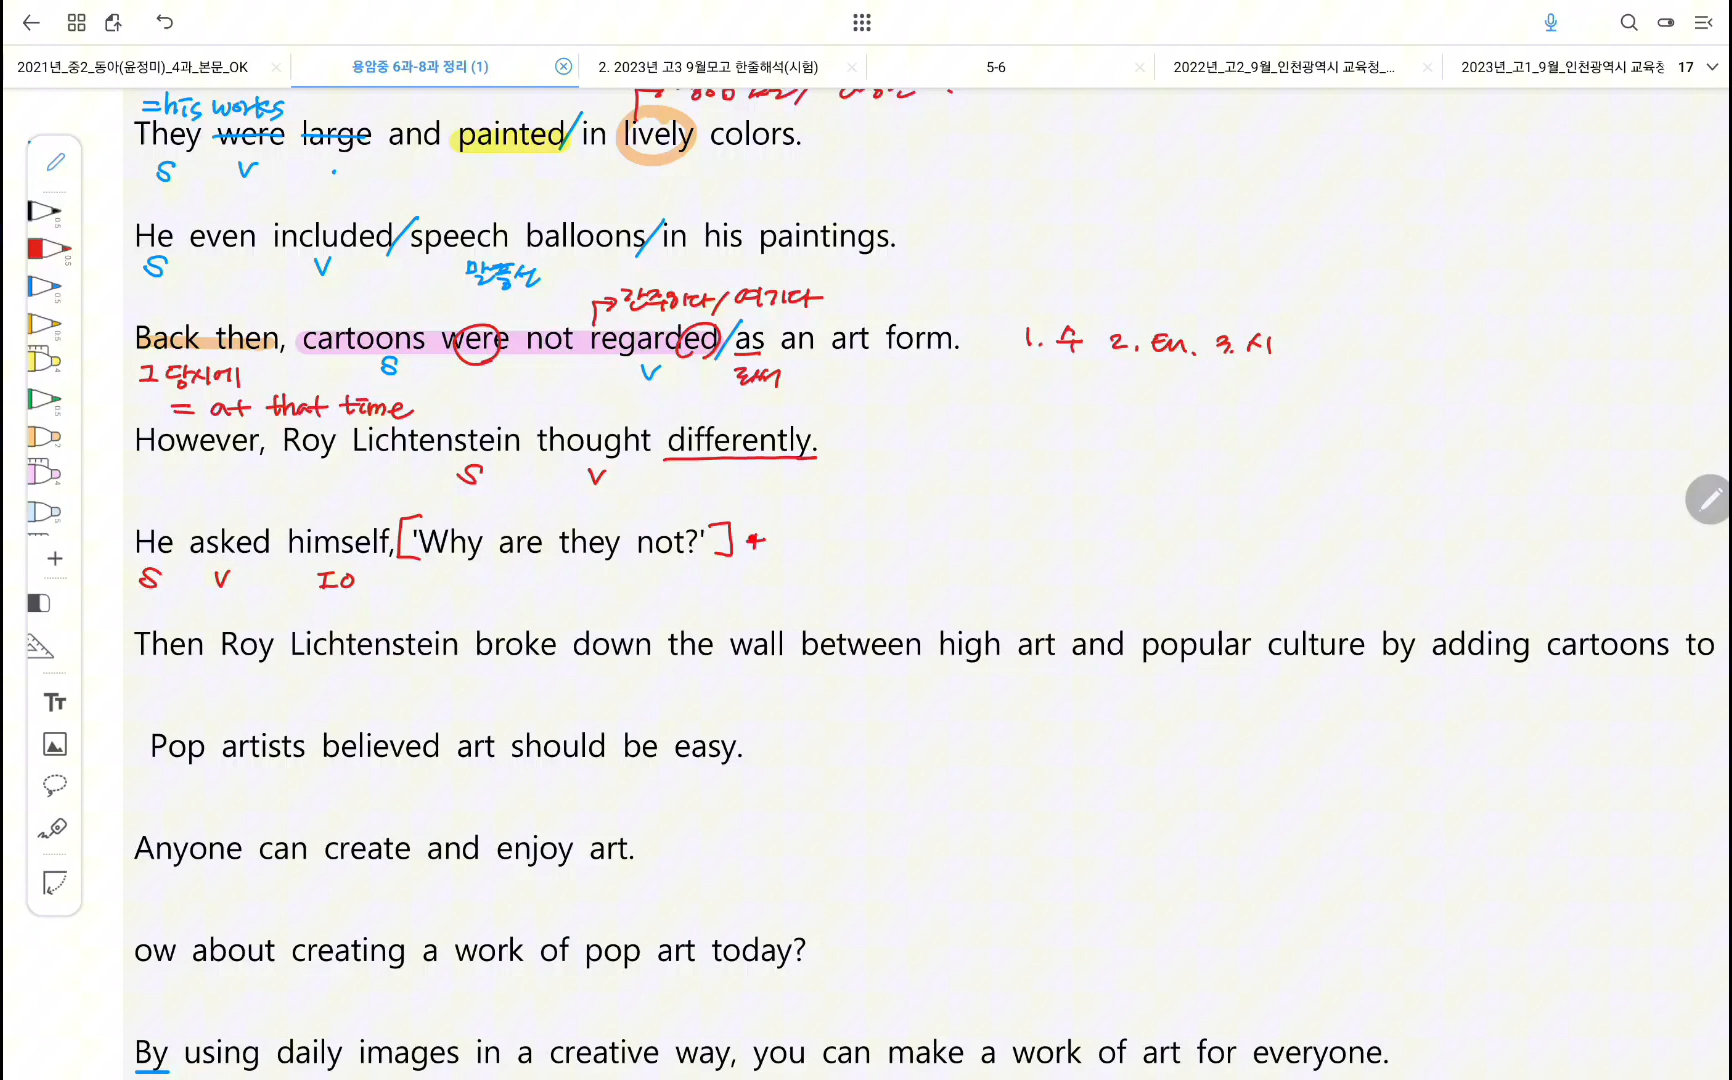 2021년_중2_동아(윤정미)_4과_본문_OK
용암중 6과-8과 정리 (1)
2. 2023년 고3 9월모고 한줄해석(시험)
5-6
2022년_고2_9월_인천광역시 교육청_...
2023년_고1_9월_인천광역시 교육청
17
=his works
They were large and painted/in lively colors.
S V
He even included/speech balloons/in his paintings.
S V 말풍선
간주하다/여기다
Back then, cartoons were not regarded/as an art form. 1. 수 2. 태. 3. 시
그 당시에 S V 로써
= at that time
However, Roy Lichtenstein thought differently.
S V
He asked himself,['Why are they not?']
S V IO
Then Roy Lichtenstein broke down the wall between high art and popular culture by adding cartoons to
Pop artists believed art should be easy.
Anyone can create and enjoy art.
ow about creating a work of pop art today?
By using daily images in a creative way, you can make a work of art for everyone.